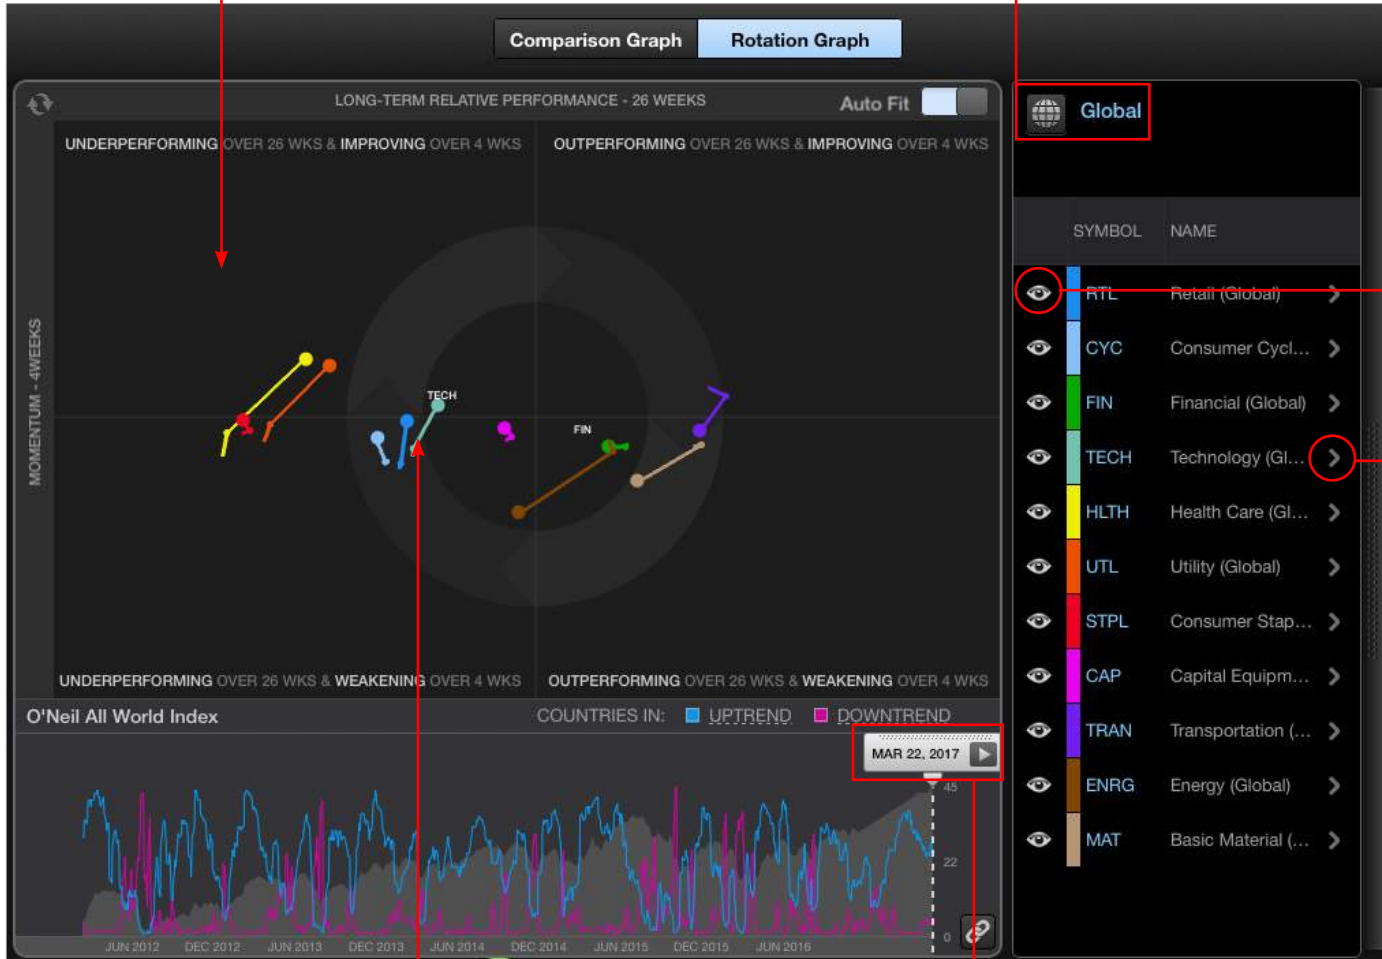 Comparison Graph
Rotation Graph
LONG-TERM RELATIVE PERFORMANCE - 26 WEEKS
Auto Fit
UNDERPERFORMING OVER 26 WKS & IMPROVING OVER 4 WKS
OUTPERFORMING OVER 26 WKS & IMPROVING OVER 4 WKS
MOMENTUM - 4WEEKS
TECH
FIN
UNDERPERFORMING OVER 26 WKS & WEAKENING OVER 4 WKS
OUTPERFORMING OVER 26 WKS & WEAKENING OVER 4 WKS
O'Neil All World Index
COUNTRIES IN: UPTREND DOWNTREND
MAR 22, 2017
45
22
0
JUN 2012 DEC 2012 JUN 2013 DEC 2013 JUN 2014 DEC 2014 JUN 2015 DEC 2015 JUN 2016
Global
SYMBOL NAME
RTL Retail (Global)
CYC Consumer Cycl...
FIN Financial (Global)
TECH Technology (Gl...
HLTH Health Care (Gl...
UTL Utility (Global)
STPL Consumer Stap...
CAP Capital Equipm...
TRAN Transportation (...
ENRG Energy (Global)
MAT Basic Material (...